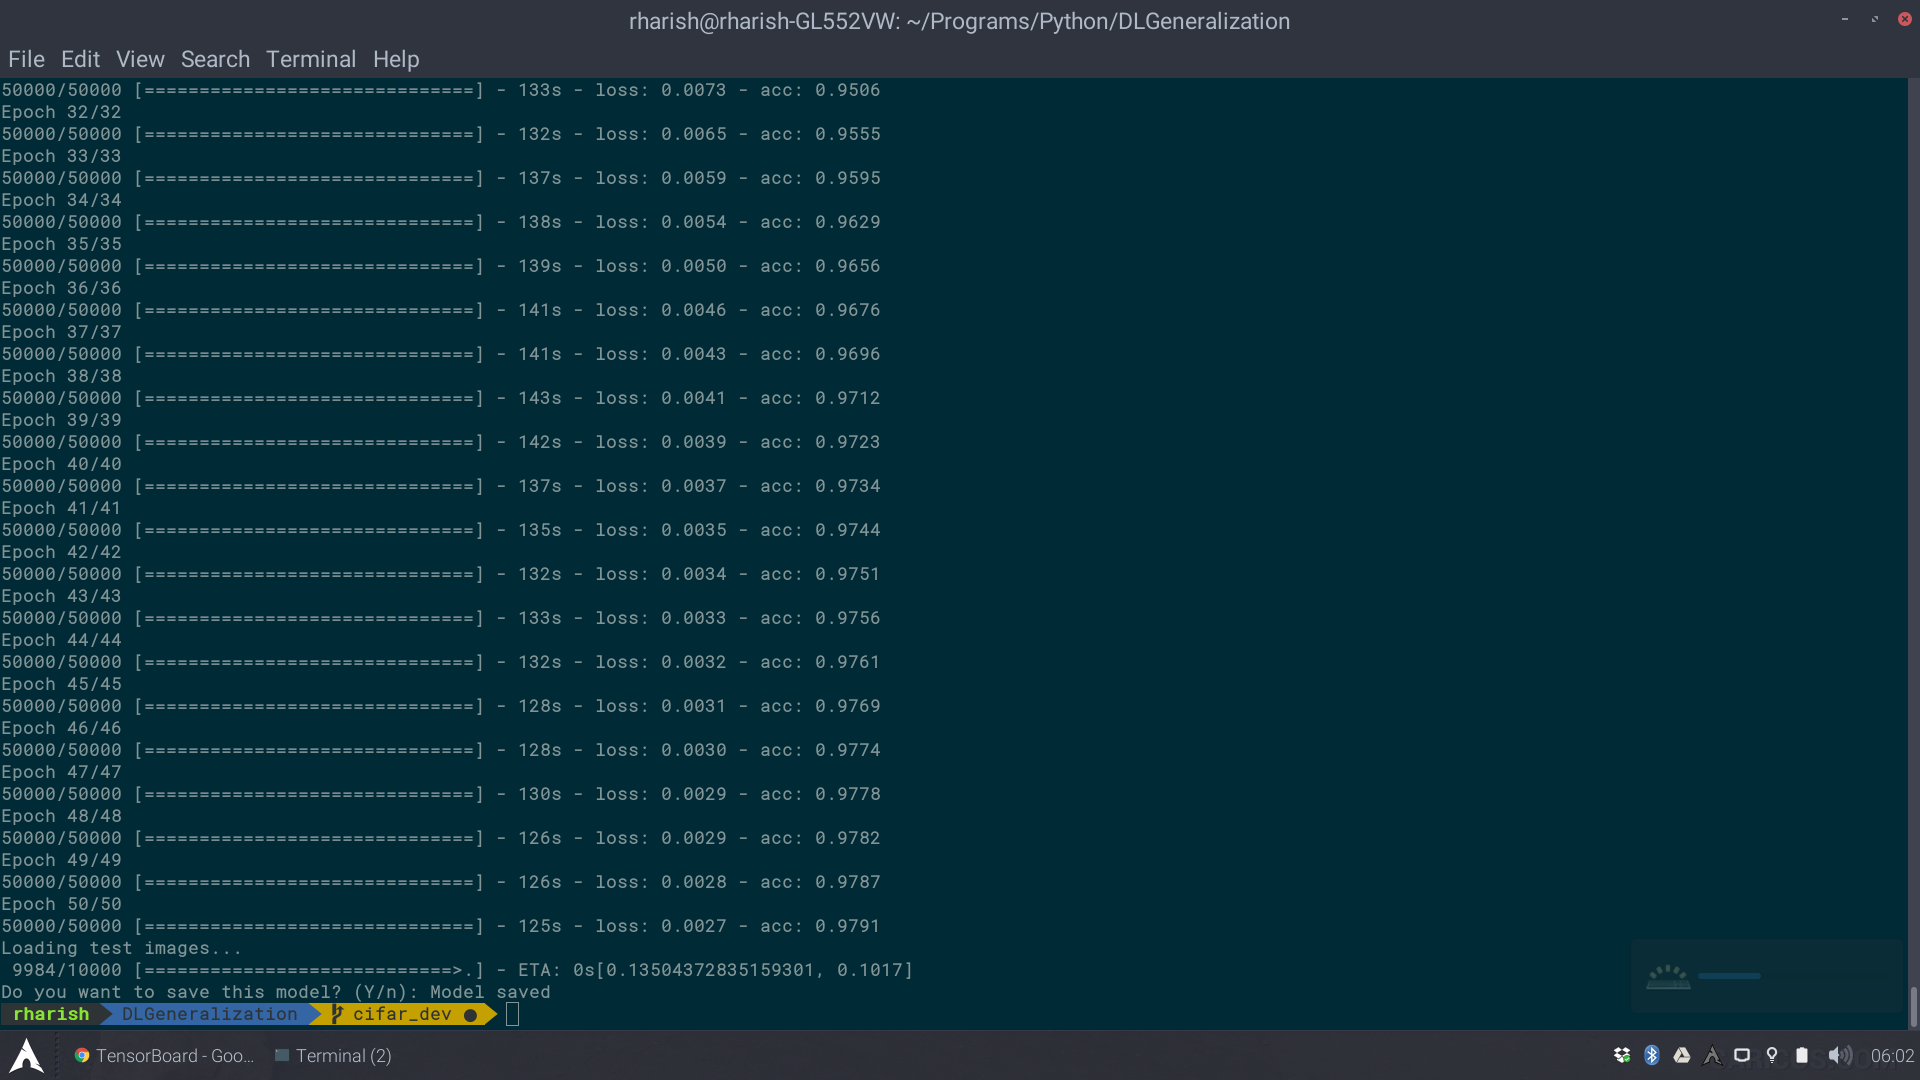 rharish@rharish-GL552VW: ~/Programs/Python/DLGeneralization
File Edit View Search Terminal Help
50000/50000 [==============================] - 133s - loss: 0.0073 - acc: 0.9506
Epoch 32/32
50000/50000 [==============================] - 132s - loss: 0.0065 - acc: 0.9555
Epoch 33/33
50000/50000 [==============================] - 137s - loss: 0.0059 - acc: 0.9595
Epoch 34/34
50000/50000 [==============================] - 138s - loss: 0.0054 - acc: 0.9629
Epoch 35/35
50000/50000 [==============================] - 139s - loss: 0.0050 - acc: 0.9656
Epoch 36/36
50000/50000 [==============================] - 141s - loss: 0.0046 - acc: 0.9676
Epoch 37/37
50000/50000 [==============================] - 141s - loss: 0.0043 - acc: 0.9696
Epoch 38/38
50000/50000 [==============================] - 143s - loss: 0.0041 - acc: 0.9712
Epoch 39/39
50000/50000 [==============================] - 142s - loss: 0.0039 - acc: 0.9723
Epoch 40/40
50000/50000 [==============================] - 137s - loss: 0.0037 - acc: 0.9734
Epoch 41/41
50000/50000 [==============================] - 135s - loss: 0.0035 - acc: 0.9744
Epoch 42/42
50000/50000 [==============================] - 132s - loss: 0.0034 - acc: 0.9751
Epoch 43/43
50000/50000 [==============================] - 133s - loss: 0.0033 - acc: 0.9756
Epoch 44/44
50000/50000 [==============================] - 132s - loss: 0.0032 - acc: 0.9761
Epoch 45/45
50000/50000 [==============================] - 128s - loss: 0.0031 - acc: 0.9769
Epoch 46/46
50000/50000 [==============================] - 128s - loss: 0.0030 - acc: 0.9774
Epoch 47/47
50000/50000 [==============================] - 130s - loss: 0.0029 - acc: 0.9778
Epoch 48/48
50000/50000 [==============================] - 126s - loss: 0.0029 - acc: 0.9782
Epoch 49/49
50000/50000 [==============================] - 126s - loss: 0.0028 - acc: 0.9787
Epoch 50/50
50000/50000 [==============================] - 125s - loss: 0.0027 - acc: 0.9791
Loading test images...
9984/10000 [============================>.] - ETA: 0s[0.13504372835159301, 0.1017]
Do you want to save this model? (Y/n): Model saved
rharish DLGeneralization cifar_dev ●
TensorBoard - Goo... Terminal (2) 06:02